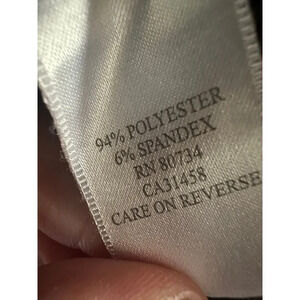 94% POLYESTER
6% SPANDEX
RN 80734
CA31458
CARE ON REVERSE